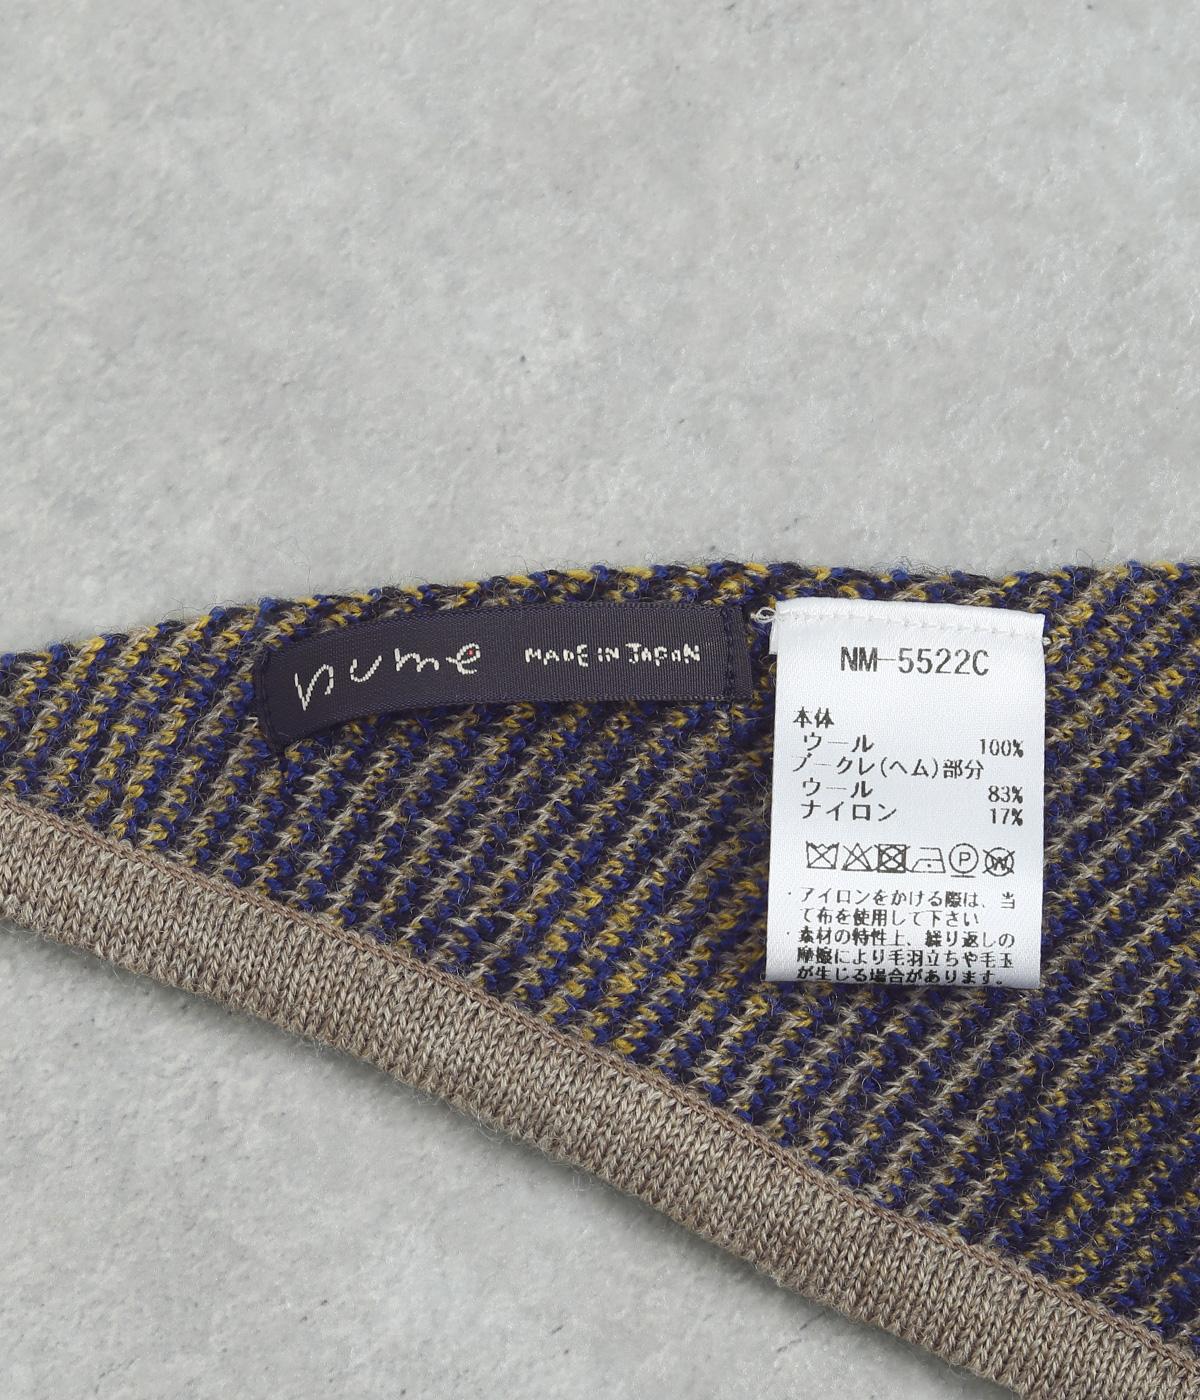 nume MADE IN JAPAN
NM-5522C
本体
ウール 100%
ブークレ(ヘム)部分
ウール 83%
ナイロン 17%
P W
・アイロンをかける際は、当
て布を使用して下さい
・素材の特性上、繰り返しの
摩擦により毛羽立ちや毛玉
が生じる場合があります。